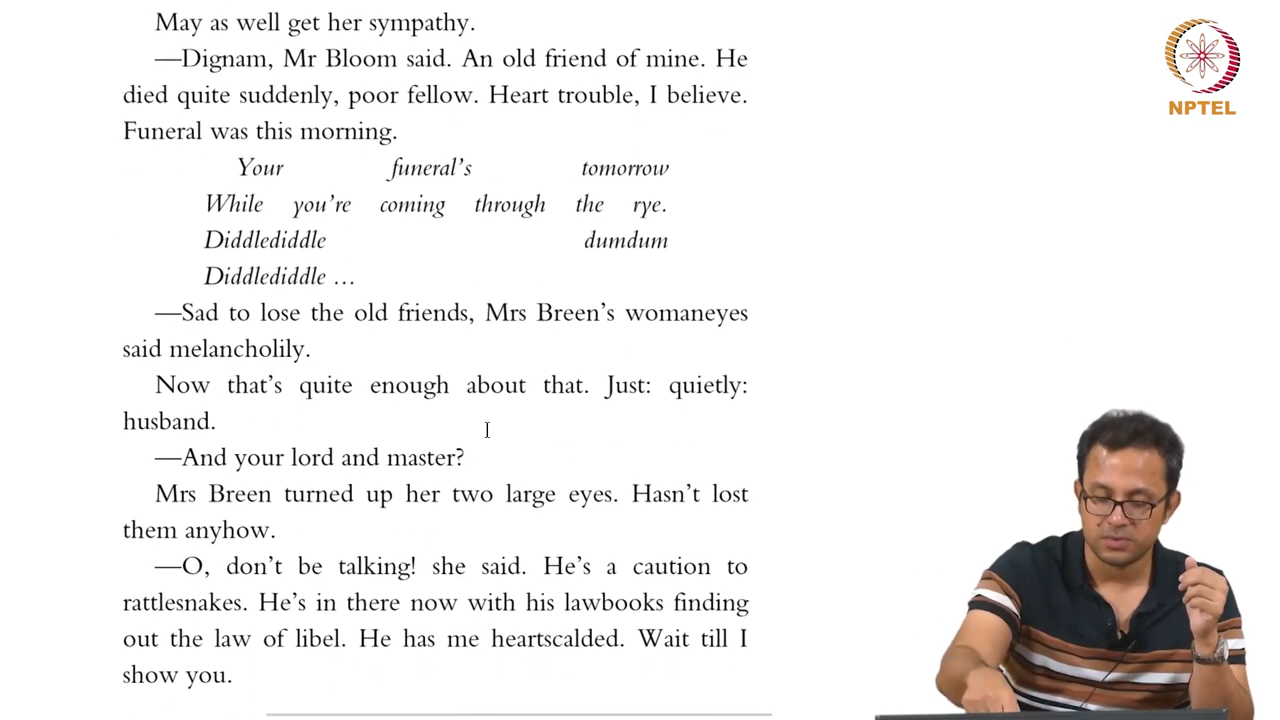 May as well get her sympathy.
—Dignam, Mr Bloom said. An old friend of mine. He
died quite suddenly, poor fellow. Heart trouble, I believe.
Funeral was this morning.
Your funeral’s tomorrow
While you’re coming through the rye.
Diddlediddle dumdum
Diddlediddle …
—Sad to lose the old friends, Mrs Breen’s womaneyes
said melancholily.
Now that’s quite enough about that. Just: quietly:
husband.
—And your lord and master?
Mrs Breen turned up her two large eyes. Hasn’t lost
them anyhow.
—O, don’t be talking! she said. He’s a caution to
rattlesnakes. He’s in there now with his lawbooks finding
out the law of libel. He has me heartscalded. Wait till I
show you.
NPTEL